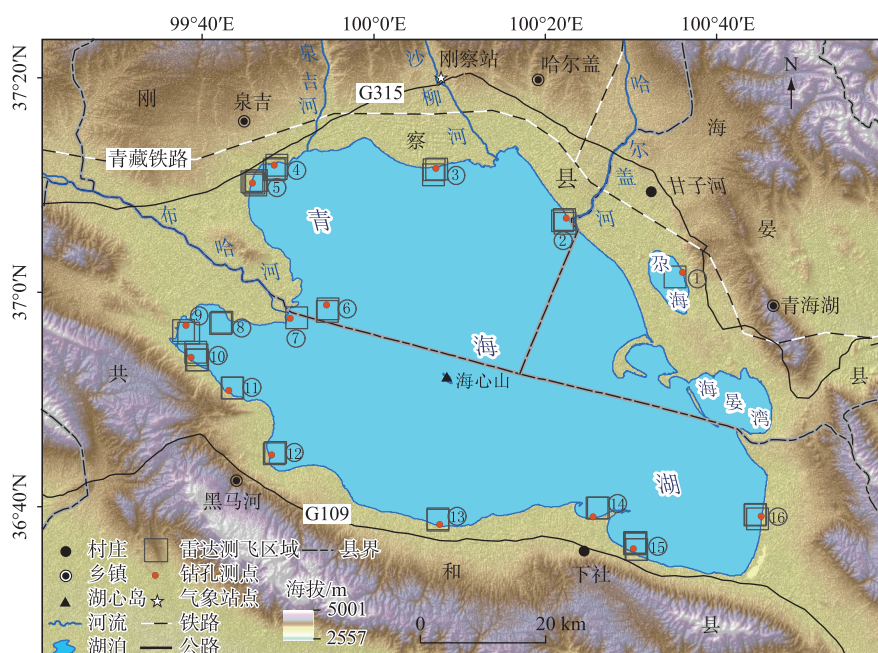 99°40′ 100°00′ 100°20′ 100°40′ E
37°20′ N
37°0′
36°40′
N
刚察站
哈尔盖
泉吉河
沙柳河
哈尔盖河
刚
泉吉
G315
察
海
青藏铁路
县
甘子河
晏
布哈河
青
尕海
青海湖
海
海心山
共
县
海晏湾
湖
黑马河
G109
和
下社
县
① ② ③ ④ ⑤ ⑥ ⑦ ⑧ ⑨ ⑩ ⑪ ⑫ ⑬ ⑭ ⑮ ⑯
村庄 雷达测飞区域 县界
乡镇 钻孔测点
湖心岛 气象站点
河流 铁路
湖泊 公路
海拔/m
5001
2557
0 20 km